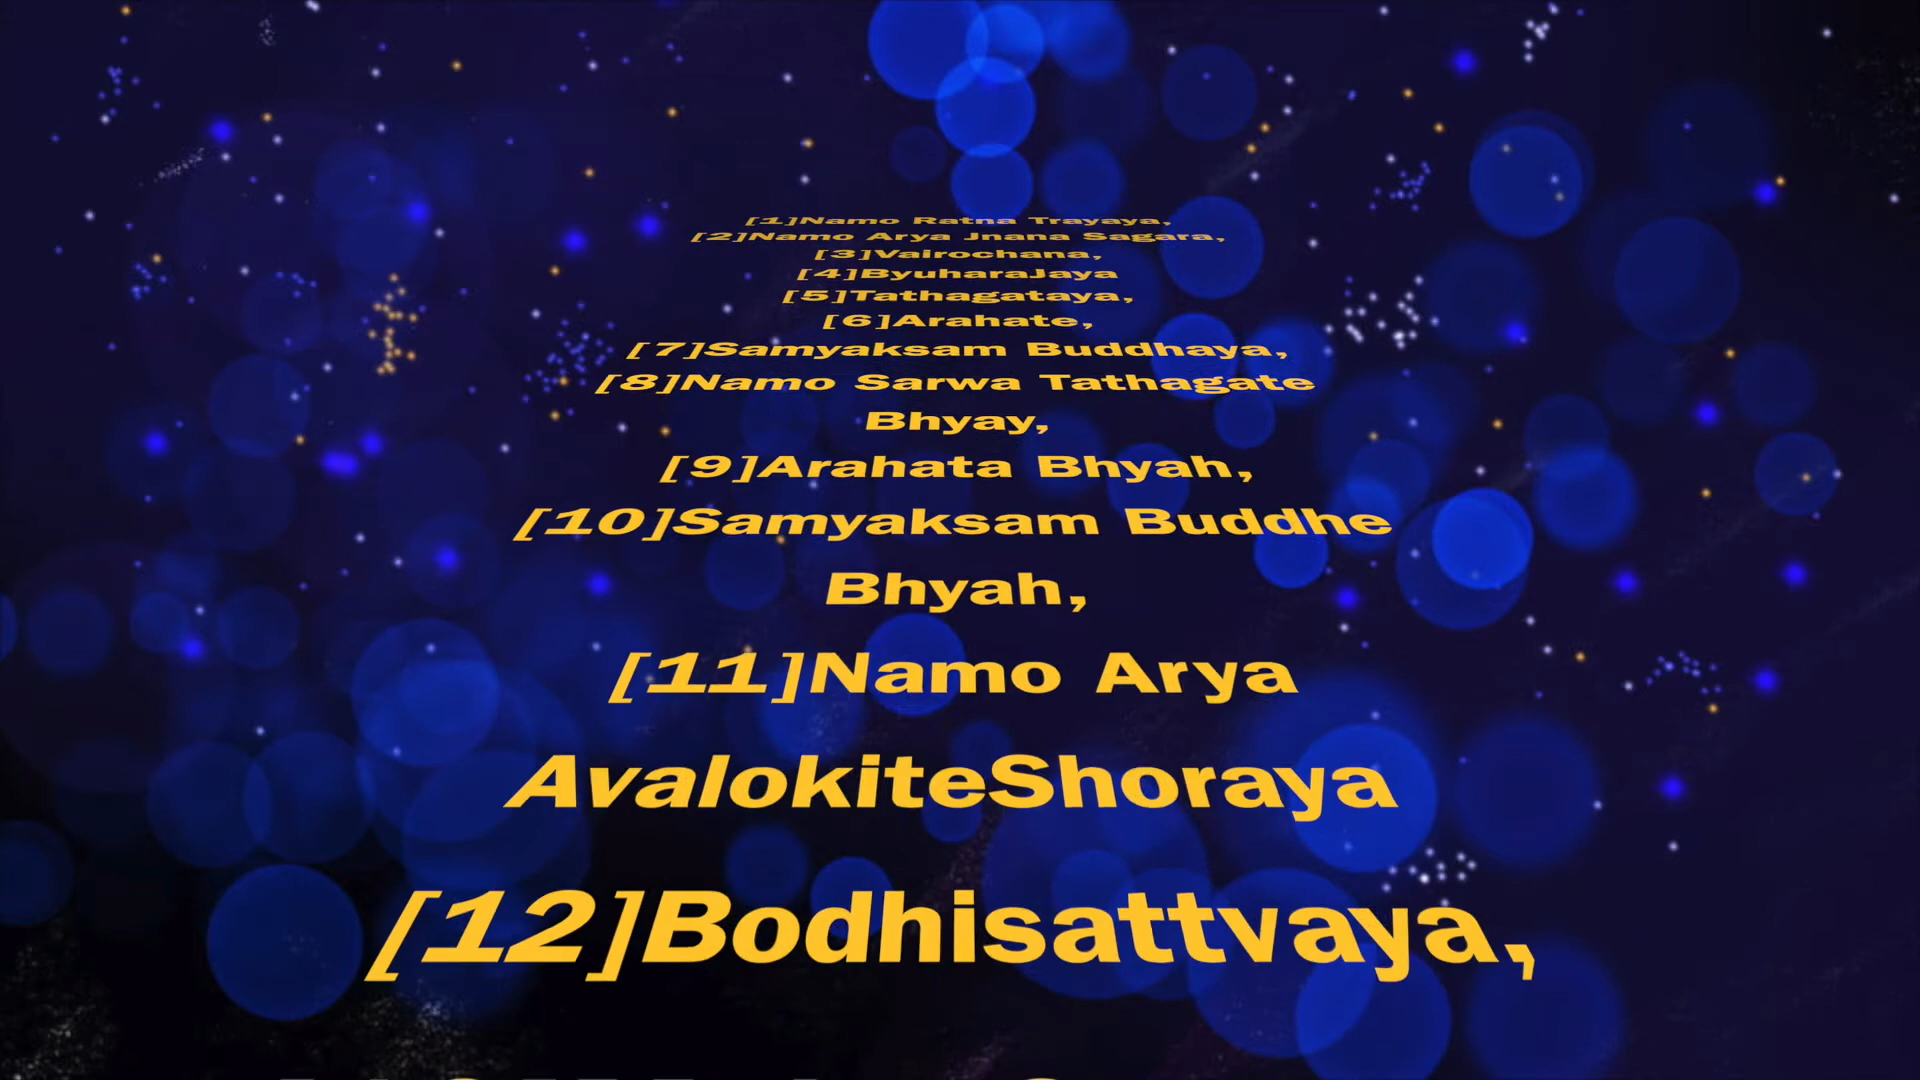 [1]Namo Ratna Trayaya,
[2]Namo Arya Jnana Sagara,
[3]Vairochana,
[4]ByuharaJaya
[5]Tathagataya,
[6]Arahate,
[7]Samyaksam Buddhaya,
[8]Namo Sarwa Tathagate
Bhyay,
[9]Arahata Bhyah,
[10]Samyaksam Buddhe
Bhyah,
[11]Namo Arya
AvalokiteShoraya
[12]Bodhisattvaya,